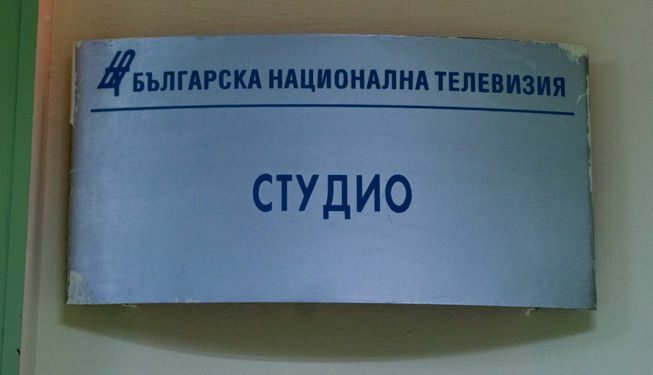 БЪЛГАРСКА НАЦИОНАЛНА ТЕЛЕВИЗИЯ
СТУДИО